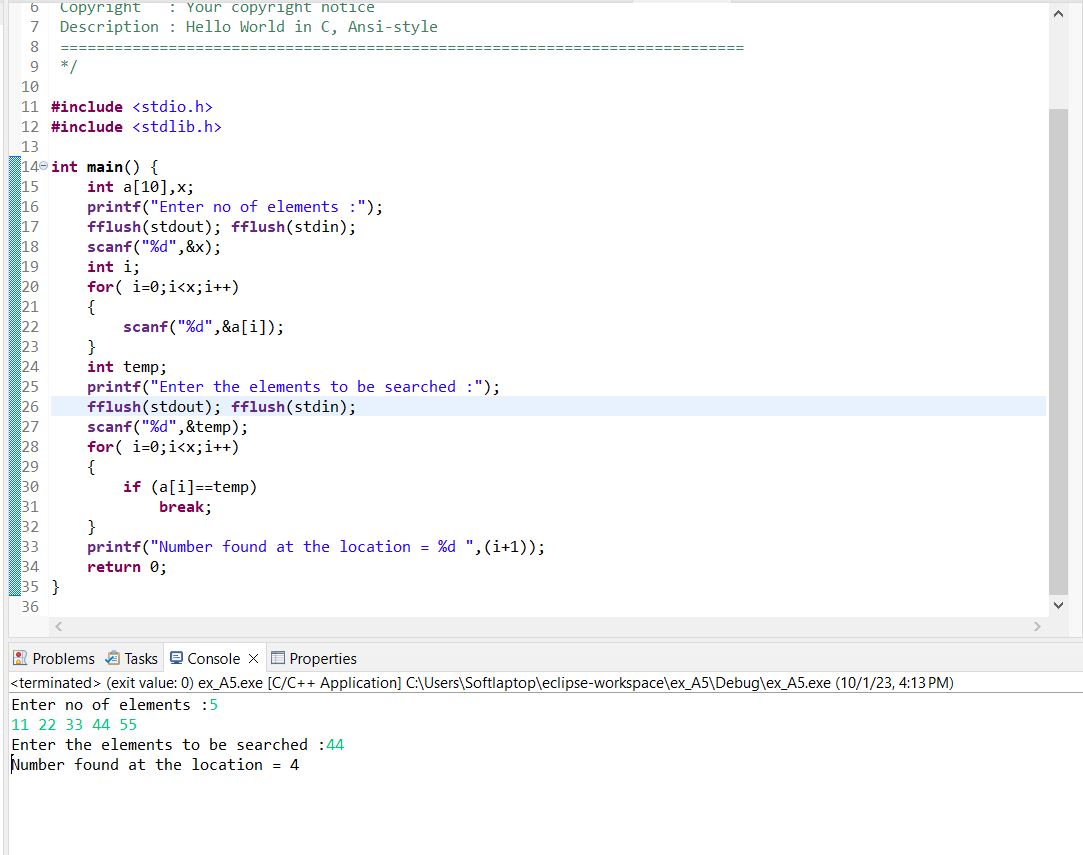 6 Copyright   : Your copyright notice
7 Description : Hello World in C, Ansi-style
8 ============================================================================
9 */
10
11 #include <stdio.h>
12 #include <stdlib.h>
13
14 int main() {
15     int a[10],x;
16     printf("Enter no of elements :");
17     fflush(stdout); fflush(stdin);
18     scanf("%d",&x);
19     int i;
20     for( i=0;i<x;i++)
21     {
22         scanf("%d",&a[i]);
23     }
24     int temp;
25     printf("Enter the elements to be searched :");
26     fflush(stdout); fflush(stdin);
27     scanf("%d",&temp);
28     for( i=0;i<x;i++)
29     {
30         if (a[i]==temp)
31             break;
32     }
33     printf("Number found at the location = %d ",(i+1));
34     return 0;
35 }
36
Problems Tasks Console Properties
<terminated> (exit value: 0) ex_A5.exe [C/C++ Application] C:\Users\Softlaptop\eclipse-workspace\ex_A5\Debug\ex_A5.exe (10/1/23, 4:13 PM)
Enter no of elements :5
11 22 33 44 55
Enter the elements to be searched :44
Number found at the location = 4